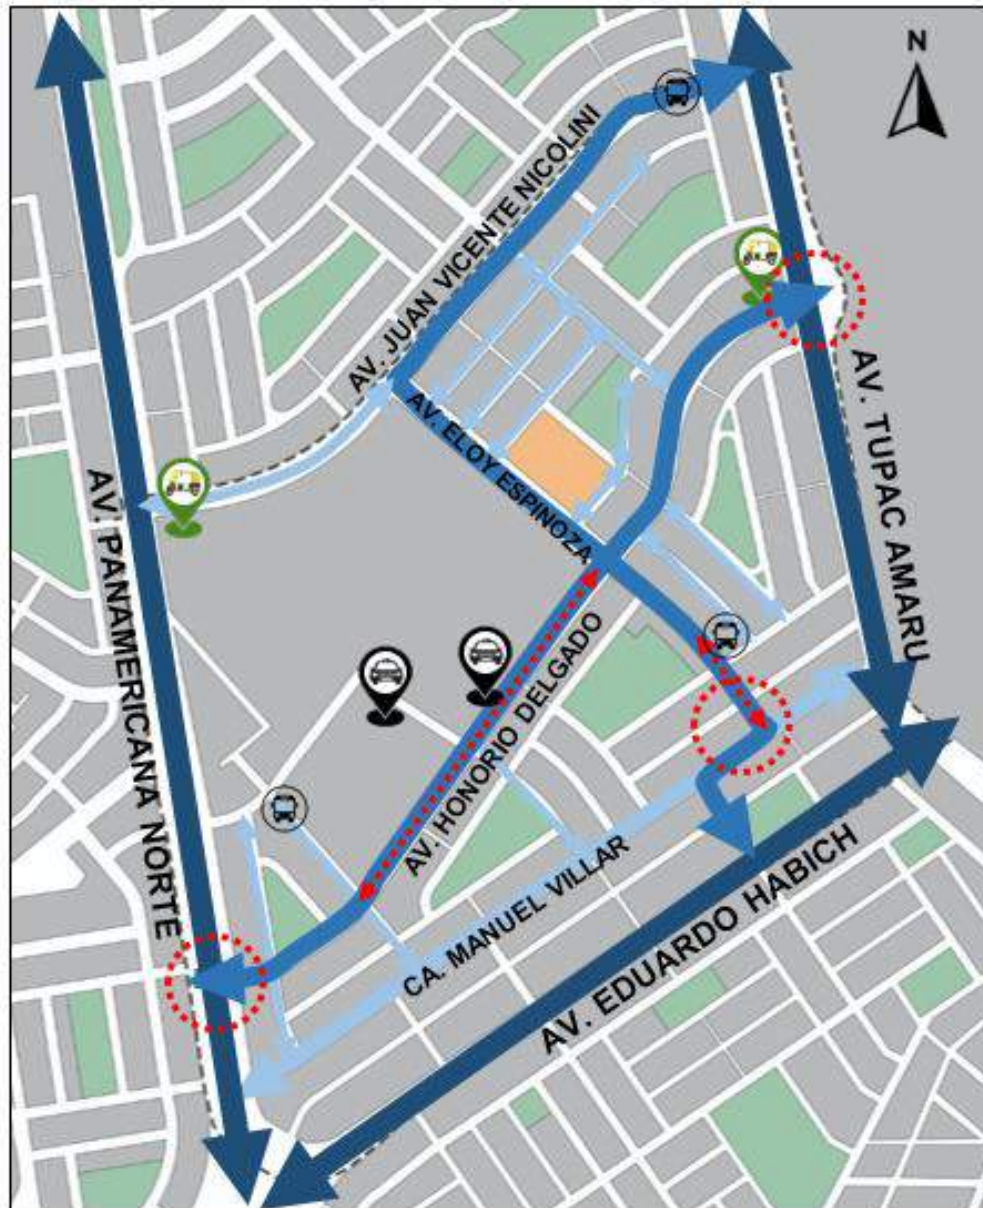 N
AV. JUAN VICENTE NICOLINI
AV. ELOY ESPINOZA
AV. TUPAC AMARU
AV. PANAMERICANA NORTE
AV. HONORIO DELGADO
CA. MANUEL VILLAR
AV. EDUARDO HABICH